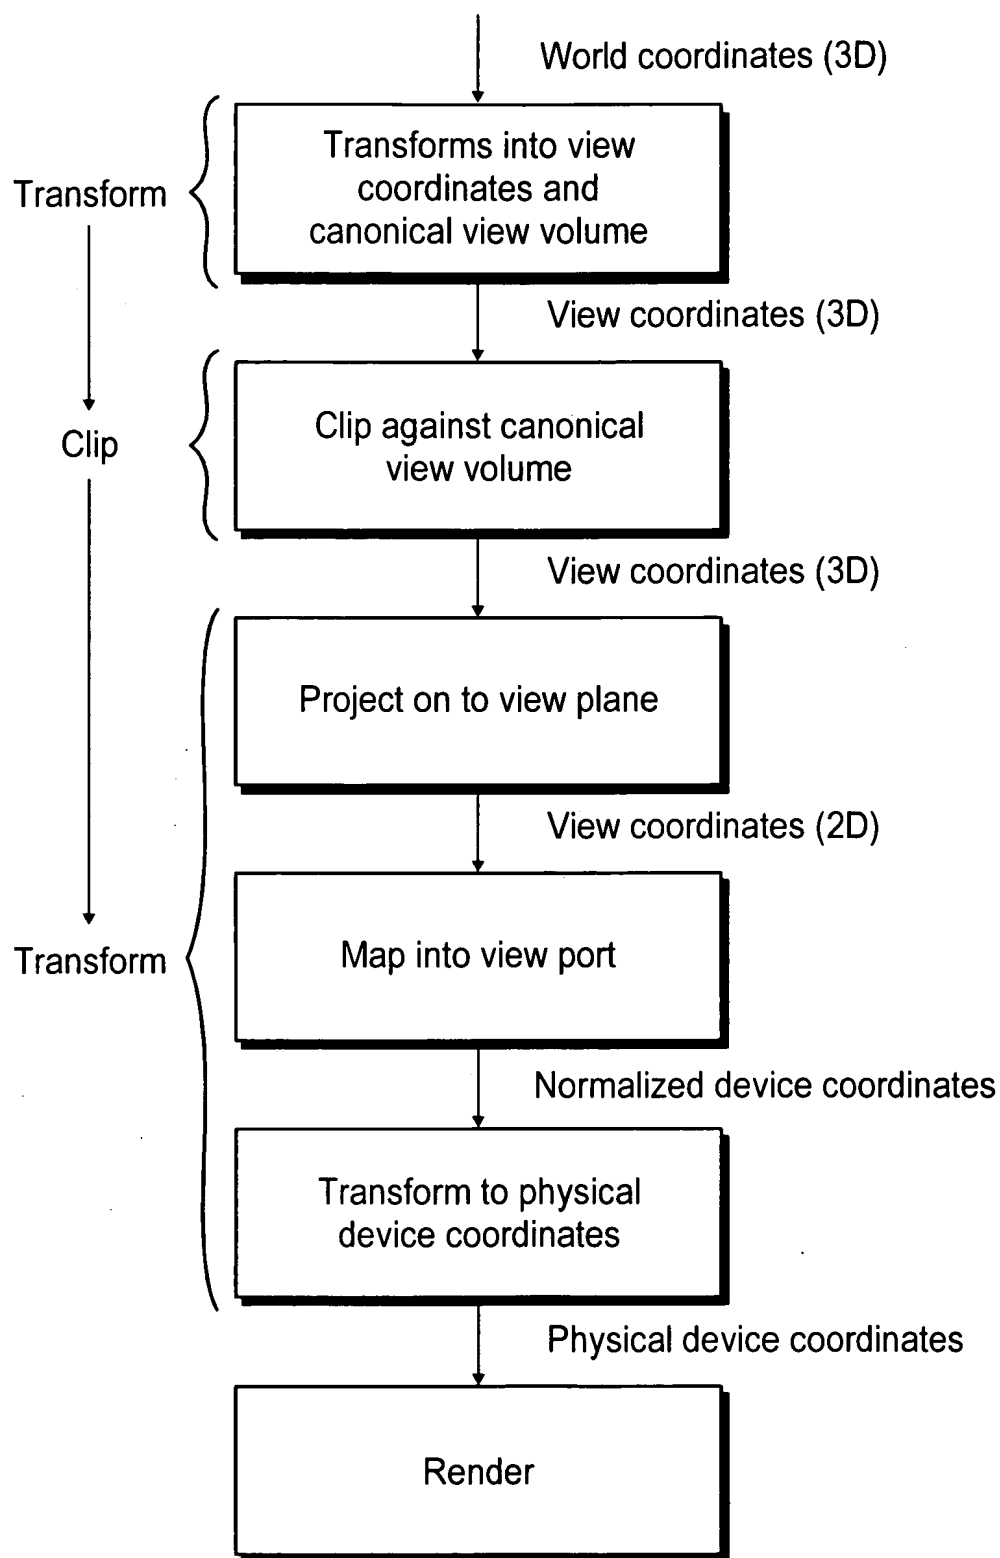 World coordinates (3D)
Transforms into view
coordinates and
canonical view volume
Transform
View coordinates (3D)
Clip against canonical
view volume
Clip
View coordinates (3D)
Project on to view plane
View coordinates (2D)
Map into view port
Transform
Normalized device coordinates
Transform to physical
device coordinates
Physical device coordinates
Render